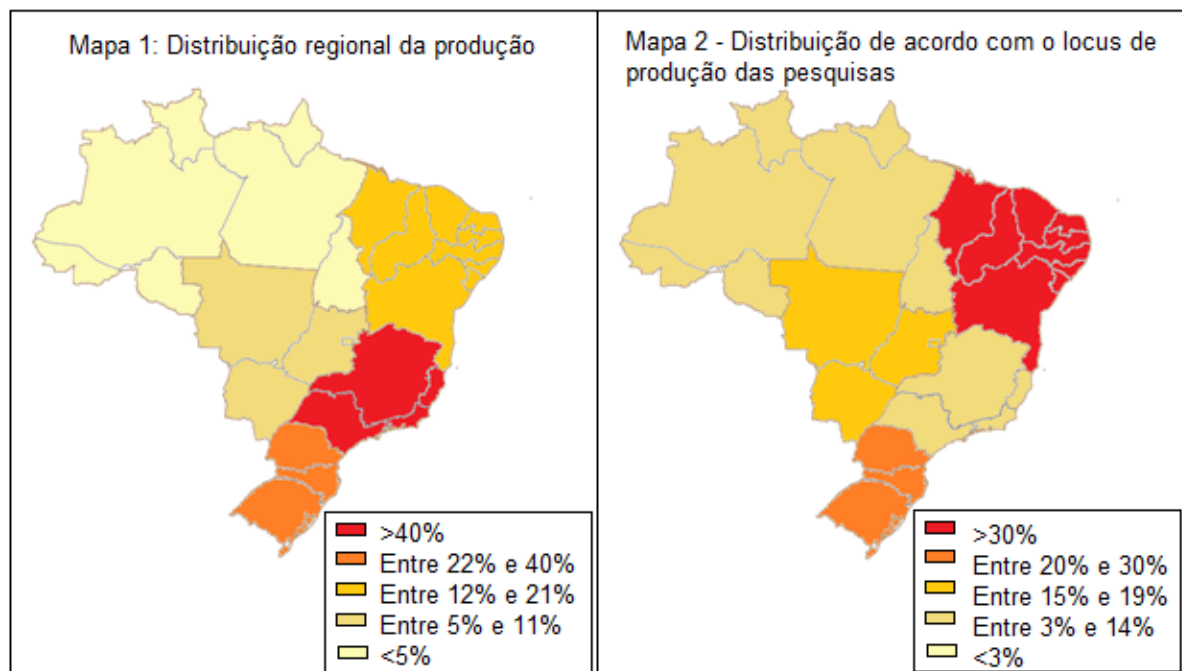 Mapa 1: Distribuição regional da produção
>40%
Entre 22% e 40%
Entre 12% e 21%
Entre 5% e 11%
<5%
Mapa 2 - Distribuição de acordo com o locus de
produção das pesquisas
>30%
Entre 20% e 30%
Entre 15% e 19%
Entre 3% e 14%
<3%